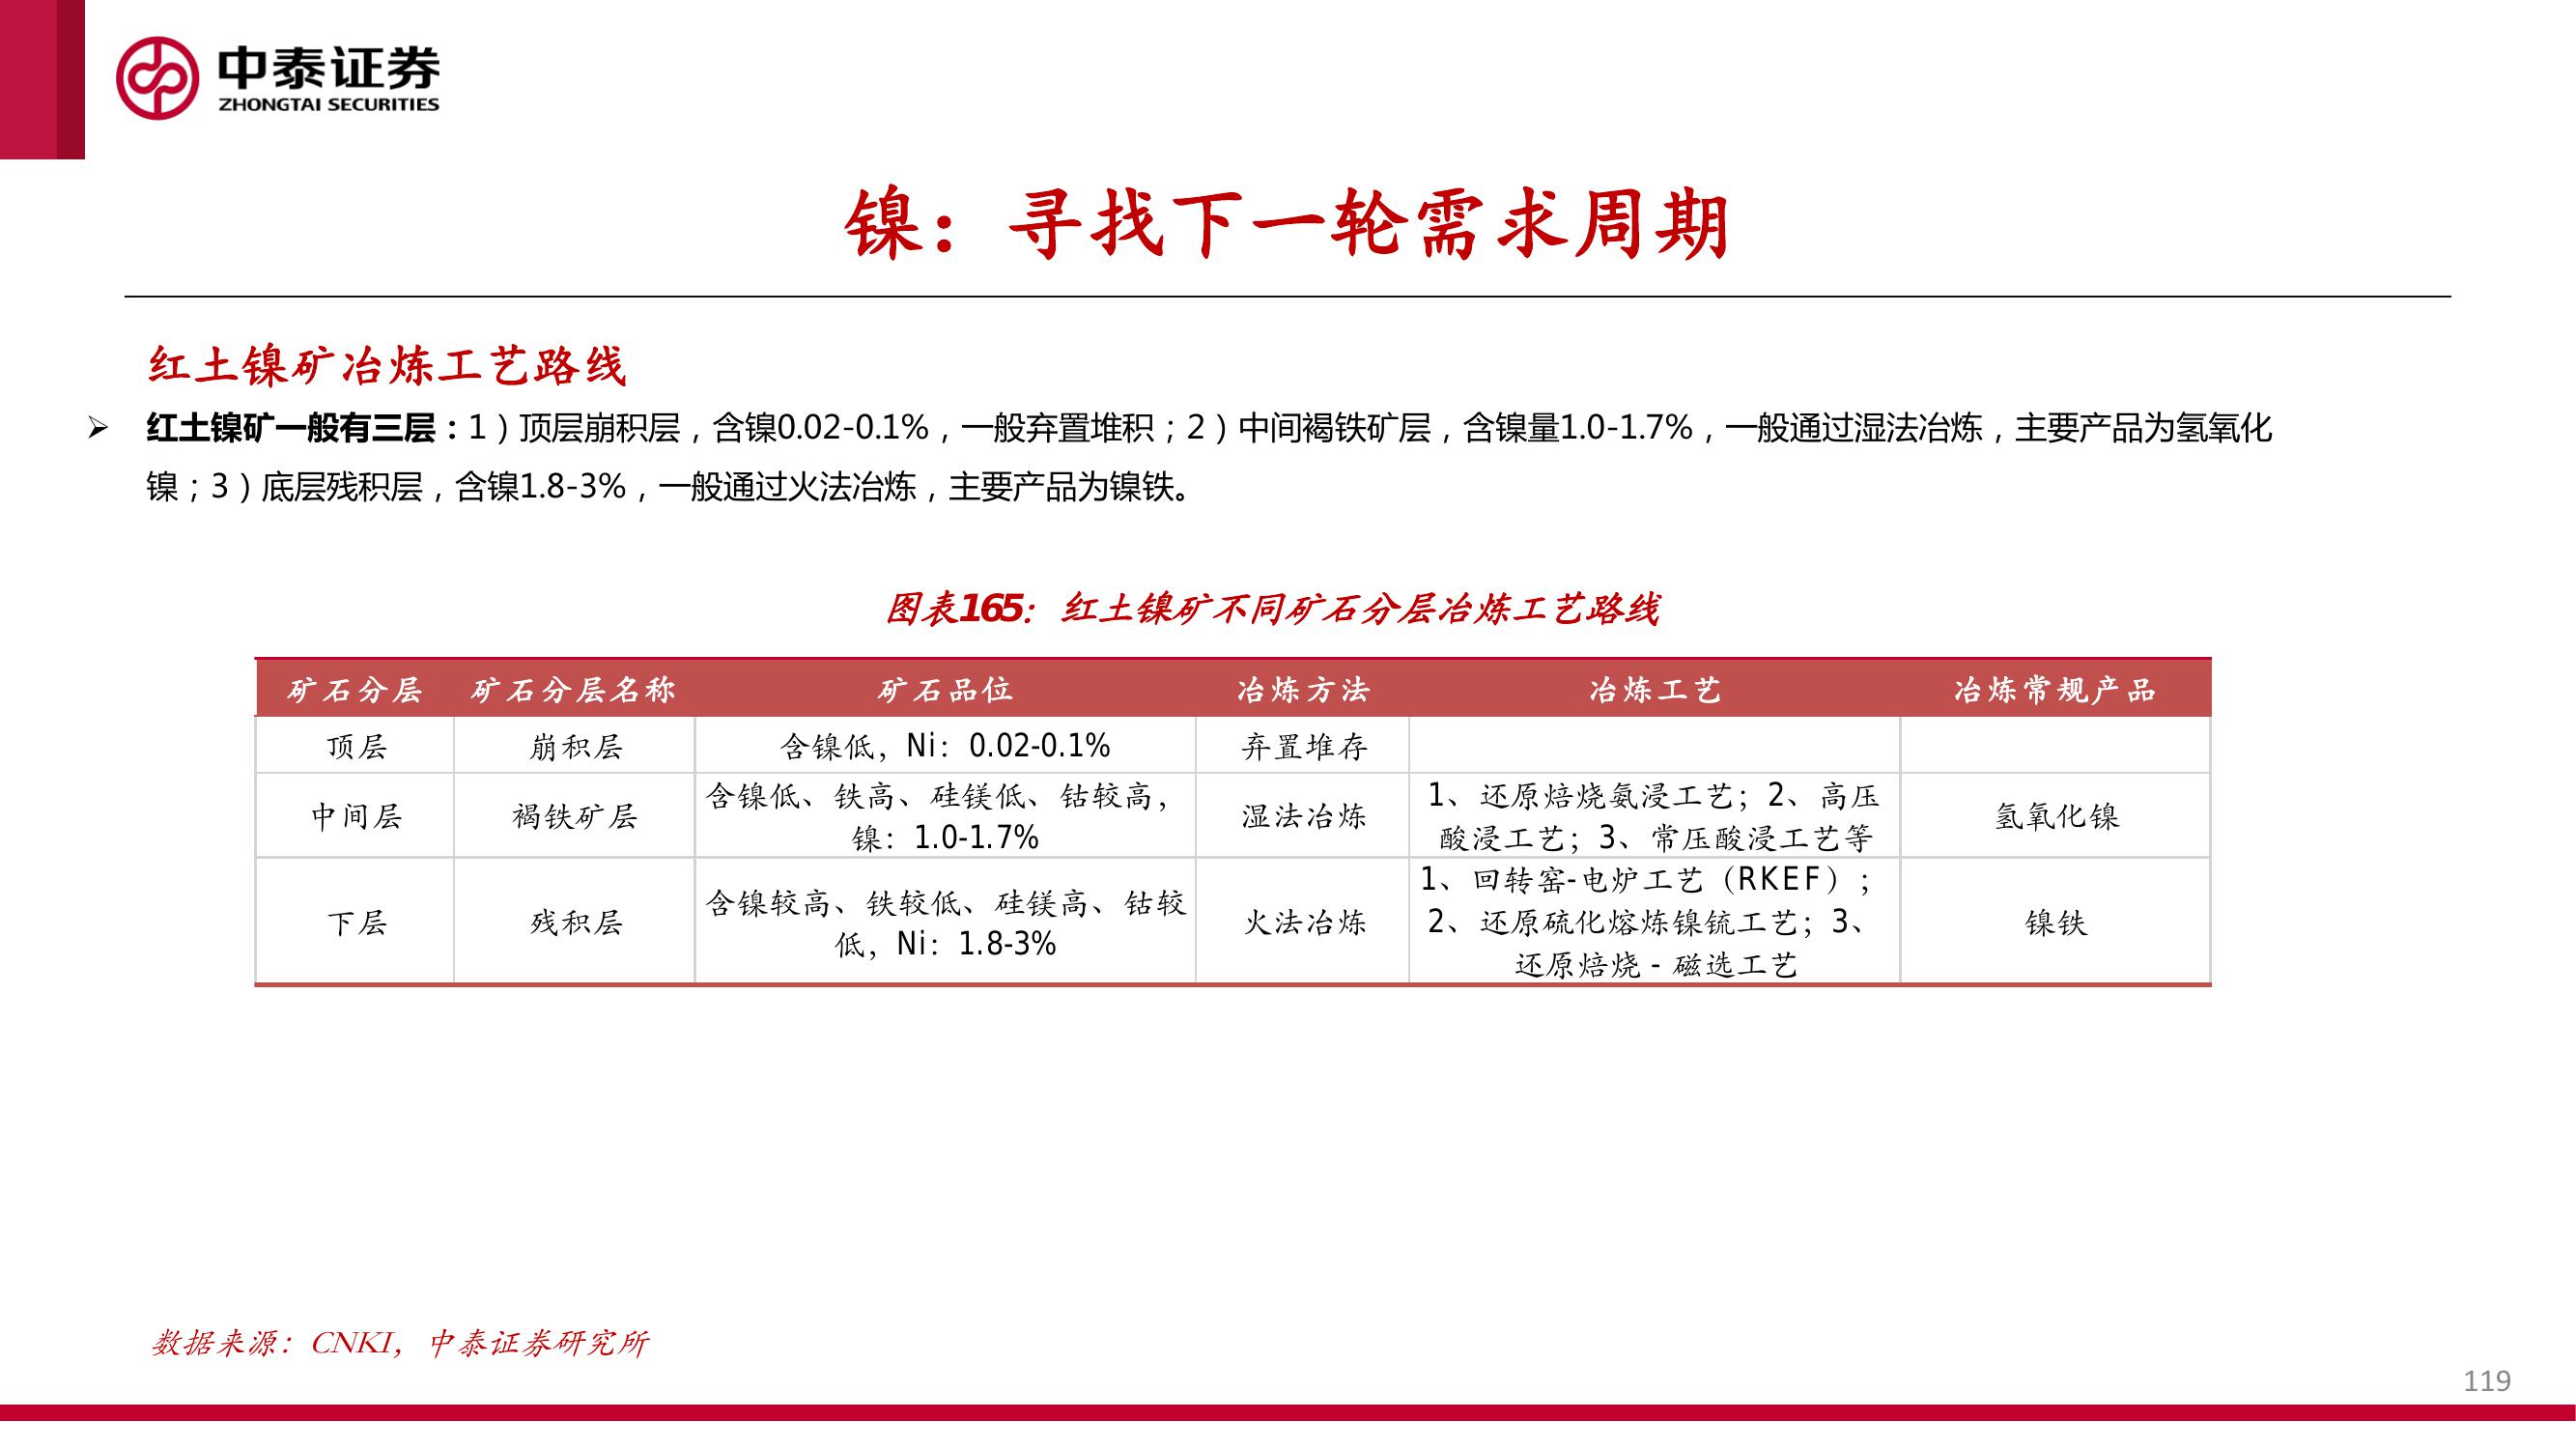 中泰证券
ZHONGTAI SECURITIES
镍：寻找下一轮需求周期
红土镍矿冶炼工艺路线
➢ 红土镍矿一般有三层：1）顶层崩积层，含镍0.02-0.1%，一般弃置堆积；2）中间褐铁矿层，含镍量1.0-1.7%，一般通过湿法冶炼，主要产品为氢氧化
镍；3）底层残积层，含镍1.8-3%，一般通过火法冶炼，主要产品为镍铁。
图表165：红土镍矿不同矿石分层冶炼工艺路线
矿石分层 矿石分层名称 矿石品位 冶炼方法 冶炼工艺 冶炼常规产品
顶层 崩积层 含镍低，Ni：0.02-0.1% 弃置堆存
中间层 褐铁矿层 含镍低、铁高、硅镁低、钴较高，
镍：1.0-1.7% 湿法冶炼 1、还原焙烧氨浸工艺；2、高压
酸浸工艺；3、常压酸浸工艺等 氢氧化镍
下层 残积层 含镍较高、铁较低、硅镁高、钴较
低，Ni：1.8-3% 火法冶炼 1、回转窑-电炉工艺（RKEF）；
2、还原硫化熔炼镍锍工艺；3、
还原焙烧 - 磁选工艺 镍铁
数据来源：CNKI，中泰证券研究所
119